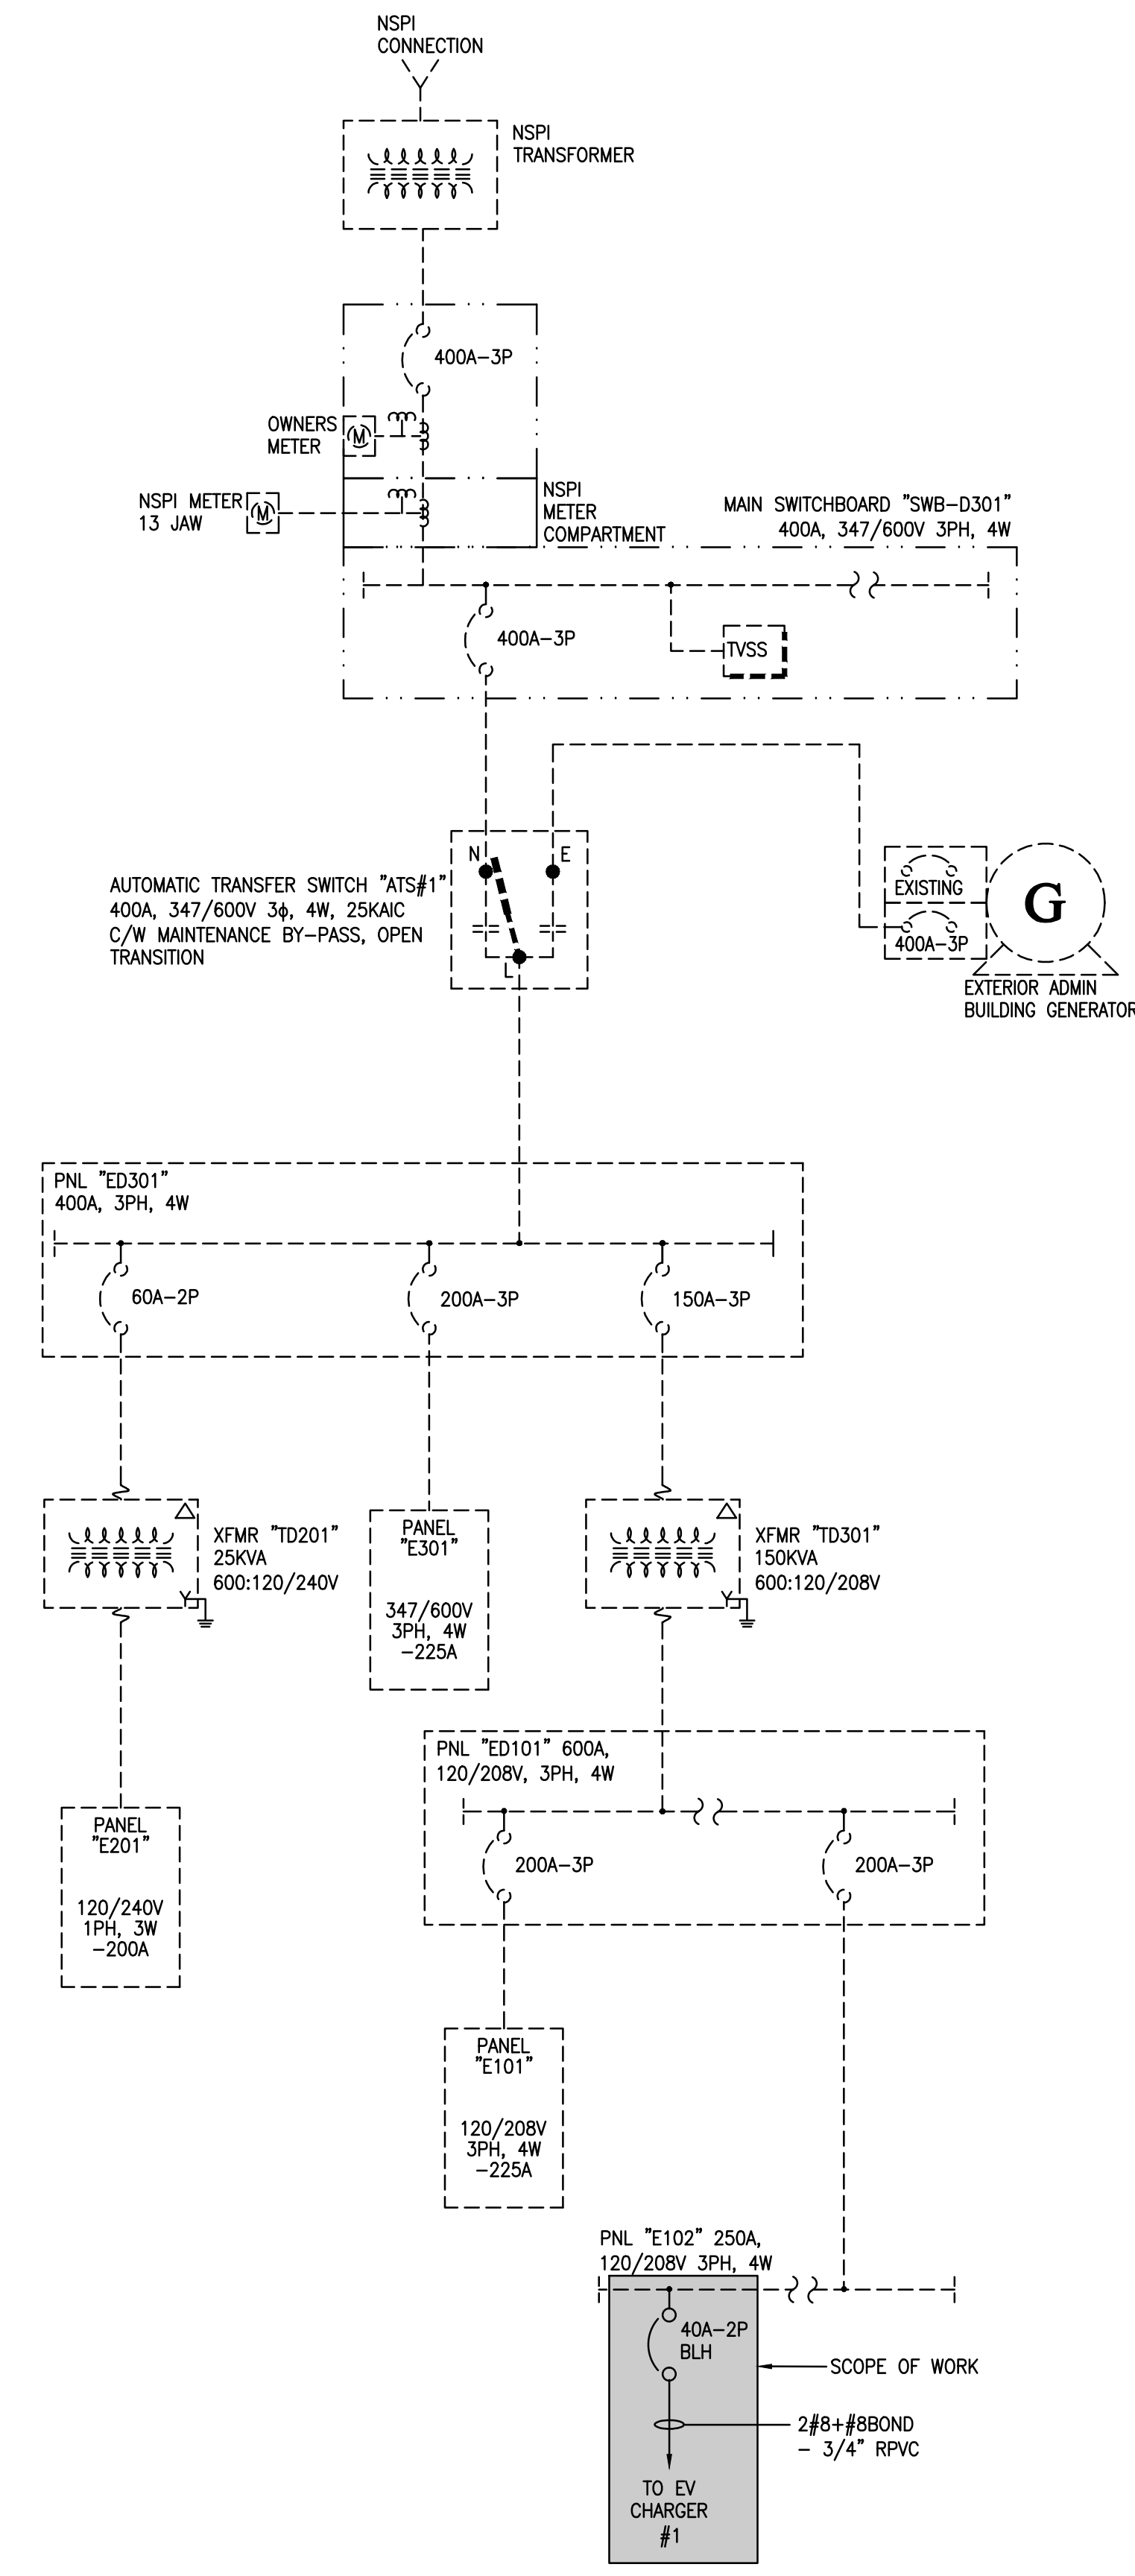 NSPI
CONNECTION
NSPI
TRANSFORMER
400A-3P
OWNERS
METER
M
NSPI METER
13 JAW
M
NSPI
METER
COMPARTMENT
MAIN SWITCHBOARD "SWB-D301"
400A, 347/600V 3PH, 4W
400A-3P
TVSS
N
E
L
AUTOMATIC TRANSFER SWITCH "ATS#1"
400A, 347/600V 3ϕ, 4W, 25KAIC
C/W MAINTENANCE BY-PASS, OPEN
TRANSITION
EXISTING
400A-3P
G
EXTERIOR ADMIN
BUILDING GENERATOR
PNL "ED301"
400A, 3PH, 4W
60A-2P
200A-3P
150A-3P
XFMR "TD201"
25KVA
600:120/240V
PANEL
"E301"
347/600V
3PH, 4W
-225A
XFMR "TD301"
150KVA
600:120/208V
PNL "ED101" 600A,
120/208V, 3PH, 4W
200A-3P
200A-3P
PANEL
"E201"
120/240V
1PH, 3W
-200A
PANEL
"E101"
120/208V
3PH, 4W
-225A
PNL "E102" 250A,
120/208V 3PH, 4W
40A-2P
BLH
SCOPE OF WORK
2#8+#8BOND
- 3/4" RPVC
TO EV
CHARGER
#1